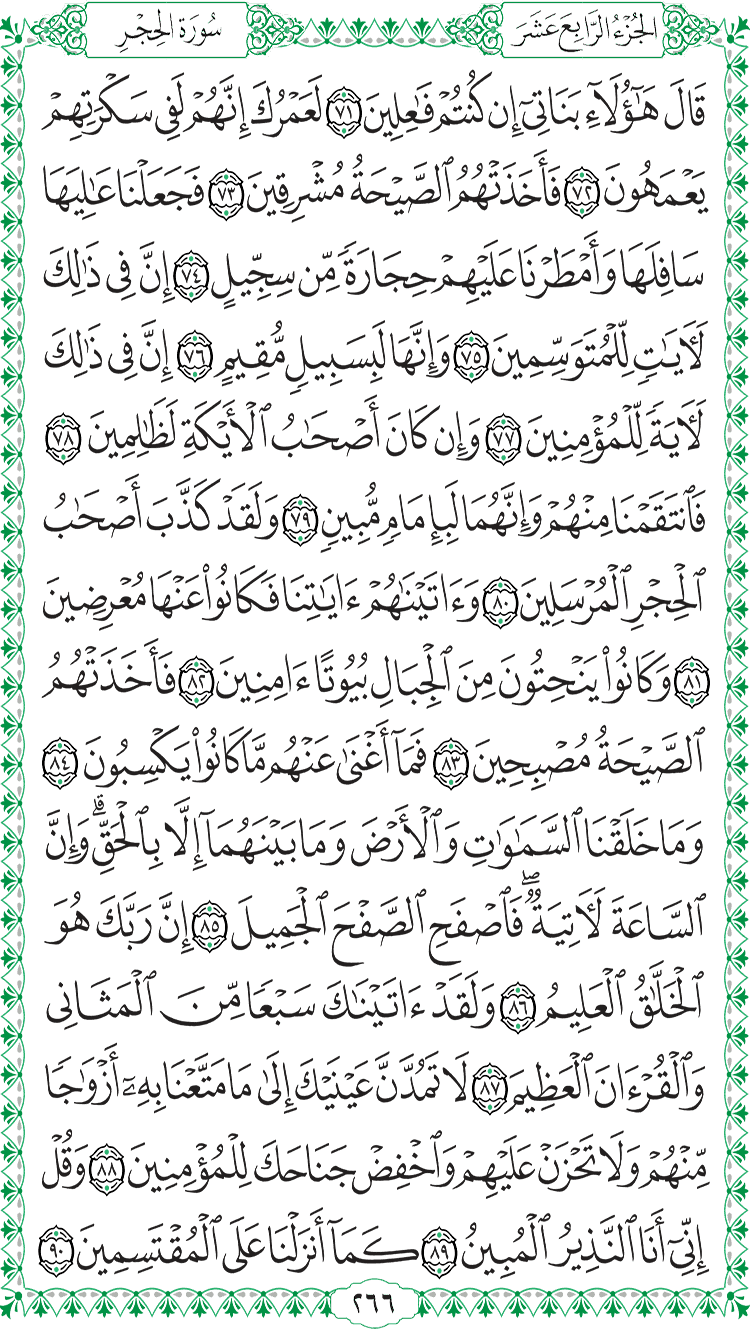 الجُزْءُ الرَّابِعَ عَشَرَ
سُورَةُ الحِجْرِ
قَالَ هَٰٓؤُلَآءِ بَنَاتِيٓ إِن كُنتُمْ فَٰعِلِينَ ٧١ لَعَمْرُكَ إِنَّهُمْ لَفِي سَكْرَتِهِمْ
يَعْمَهُونَ ٧٢ فَأَخَذَتْهُمُ ٱلصَّيْحَةُ مُشْرِقِينَ ٧٣ فَجَعَلْنَا عَٰلِيَهَا
سَافِلَهَا وَأَمْطَرْنَا عَلَيْهِمْ حِجَارَةً مِّن سِجِّيلٍ ٧٤ إِنَّ فِي ذَٰلِكَ
لَأٓيَٰتٍ لِّلْمُتَوَسِّمِينَ ٧٥ وَإِنَّهَا لَبِسَبِيلٍ مُّقِيمٍ ٧٦ إِنَّ فِي ذَٰلِكَ
لَأٓيَةً لِّلْمُؤْمِنِينَ ٧٧ وَإِن كَانَ أَصْحَٰبُ ٱلْأَيْكَةِ لَظَٰلِمِينَ ٧٨
فَٱنتَقَمْنَا مِنْهُمْ وَإِنَّهُمَا لَبِإِمَامٍ مُّبِينٍ ٧٩ وَلَقَدْ كَذَّبَ أَصْحَٰبُ
ٱلْحِجْرِ ٱلْمُرْسَلِينَ ٨٠ وَءَاتَيْنَٰهُمْ ءَايَٰتِنَا فَكَانُوا۟ عَنْهَا مُعْرِضِينَ
٨١ وَكَانُوا۟ يَنْحِتُونَ مِنَ ٱلْجِبَالِ بُيُوتًا ءَامِنِينَ ٨٢ فَأَخَذَتْهُمُ
ٱلصَّيْحَةُ مُصْبِحِينَ ٨٣ فَمَآ أَغْنَىٰ عَنْهُم مَّا كَانُوا۟ يَكْسِبُونَ ٨٤
وَمَا خَلَقْنَا ٱلسَّمَٰوَٰتِ وَٱلْأَرْضَ وَمَا بَيْنَهُمَآ إِلَّا بِٱلْحَقِّ ۗ وَإِنَّ
ٱلسَّاعَةَ لَأٓتِيَةٌ ۖ فَٱصْفَحِ ٱلصَّفْحَ ٱلْجَمِيلَ ٨٥ إِنَّ رَبَّكَ هُوَ
ٱلْخَلَّٰقُ ٱلْعَلِيمُ ٨٦ وَلَقَدْ ءَاتَيْنَٰكَ سَبْعًا مِّنَ ٱلْمَثَانِي
وَٱلْقُرْءَانَ ٱلْعَظِيمَ ٨٧ لَا تَمُدَّنَّ عَيْنَيْكَ إِلَىٰ مَا مَتَّعْنَا بِهِۦٓ أَزْوَٰجًا
مِّنْهُمْ وَلَا تَحْزَنْ عَلَيْهِمْ وَٱخْفِضْ جَنَاحَكَ لِلْمُؤْمِنِينَ ٨٨ وَقُلْ
إِنِّيٓ أَنَا ٱلنَّذِيرُ ٱلْمُبِينُ ٨٩ كَمَآ أَنزَلْنَا عَلَى ٱلْمُقْتَسِمِينَ ٩٠
٢٦٦